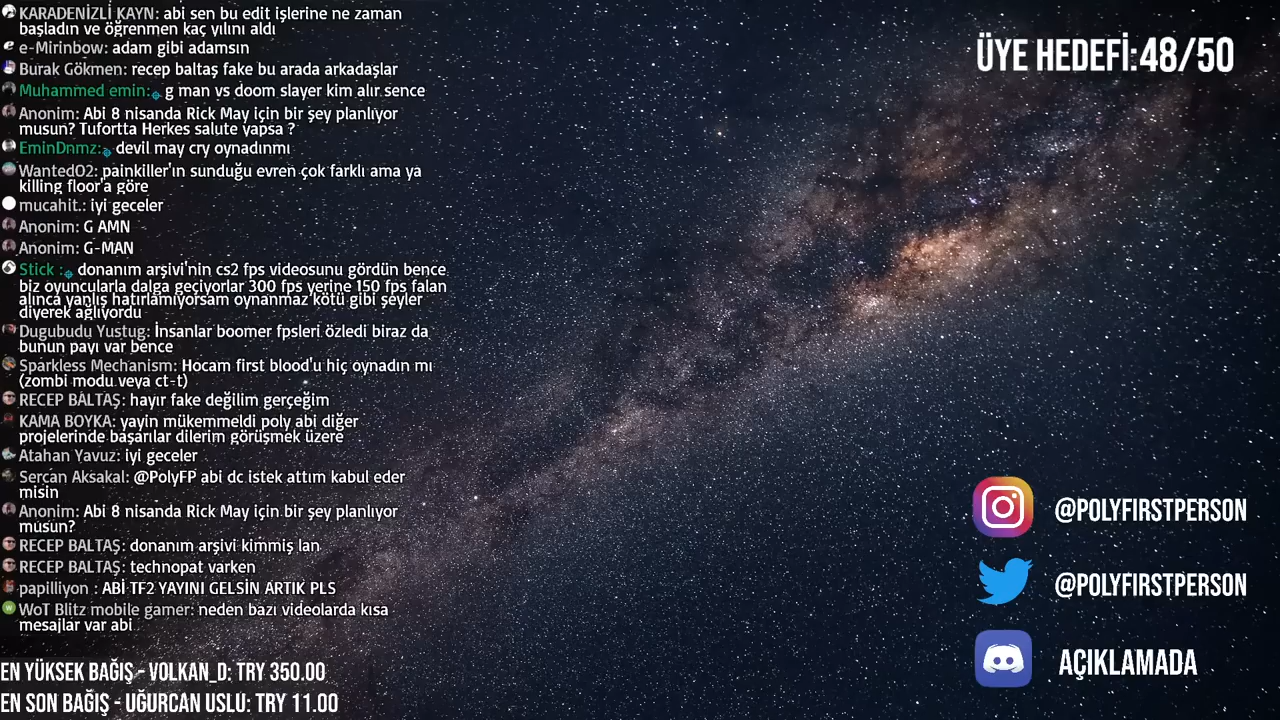 KARADENİZLİ KAYN: abi sen bu edit işlerine ne zaman
başladın ve öğrenmen kaç yılını aldı
e-Mirinbow: adam gibi adamsın
Burak Gökmen: recep baltaş fake bu arada arkadaşlar
Muhammed emin: g man vs doom slayer kim alır sence
Anonim: Abi 8 nisanda Rick May için bir şey planlıyor
musun? Tufortta Herkes salute yapsa ?
EminDnmz: devil may cry oynadınmı
Wanted02: painkiller'ın sunduğu evren çok farklı ama ya
killing floor'a göre
mucahit.: iyi geceler
Anonim: G AMN
Anonim: G-MAN
Stick : donanım arşivi'nin cs2 fps videosunu gördün bence
biz oyuncularla dalga geçiyorlar 300 fps yerine 150 fps falan
alınca yanlış hatırlamıyorsam oynanmaz kötü gibi şeyler
diyerek ağlıyordu
Dugubudu Yustug: İnsanlar boomer fpsleri özledi biraz da
bunun payı var bence
Sparkless Mechanism: Hocam first blood'u hiç oynadın mı
(zombi modu veya ct-t)
RECEP BALTAŞ: hayır fake değilim gerçeğim
KAMA BOYKA: yayin mükemmeldi poly abi diğer
projelerinde başarılar dilerim görüşmek üzere
Atahan Yavuz: iyi geceler
Sercan Aksakal: @PolyFP abi dc istek attım kabul eder
misin
Anonim: Abi 8 nisanda Rick May için bir şey planlıyor
musun?
RECEP BALTAŞ: donanım arşivi kimmiş lan
RECEP BALTAŞ: technopat varken
papilliyon : ABİ TF2 YAYINI GELSİN ARTIK PLS
WoT Blitz mobile gamer: neden bazı videolarda kısa
mesajlar var abi
EN YÜKSEK BAĞIŞ - VOLKAN_D: TRY 350.00
EN SON BAĞIŞ - UĞURCAN USLU: TRY 11.00
ÜYE HEDEFİ:48/50
@POLYFIRSTPERSON
@POLYFIRSTPERSON
AÇIKLAMADA